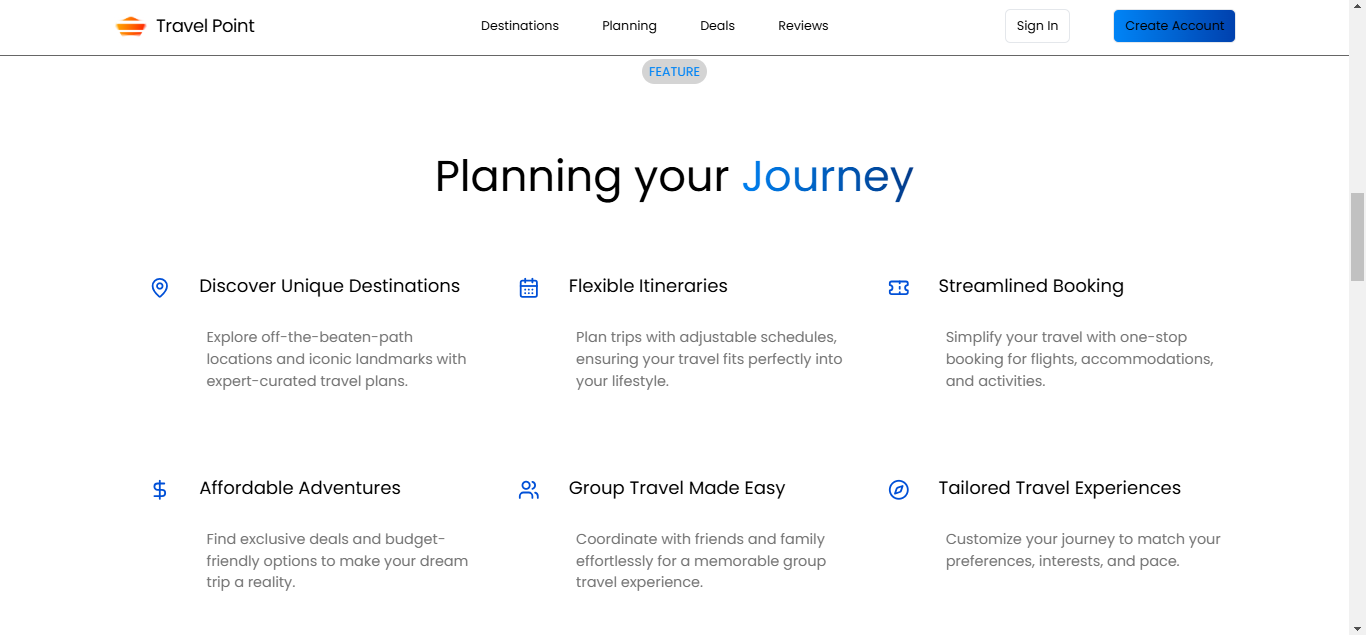 Travel Point
Destinations
Planning
Deals
Reviews
Sign In
Create Account
FEATURE
Planning your Journey
Discover Unique Destinations
Explore off-the-beaten-path
locations and iconic landmarks with
expert-curated travel plans.
Flexible Itineraries
Plan trips with adjustable schedules,
ensuring your travel fits perfectly into
your lifestyle.
Streamlined Booking
Simplify your travel with one-stop
booking for flights, accommodations,
and activities.
Affordable Adventures
Find exclusive deals and budget-
friendly options to make your dream
trip a reality.
Group Travel Made Easy
Coordinate with friends and family
effortlessly for a memorable group
travel experience.
Tailored Travel Experiences
Customize your journey to match your
preferences, interests, and pace.